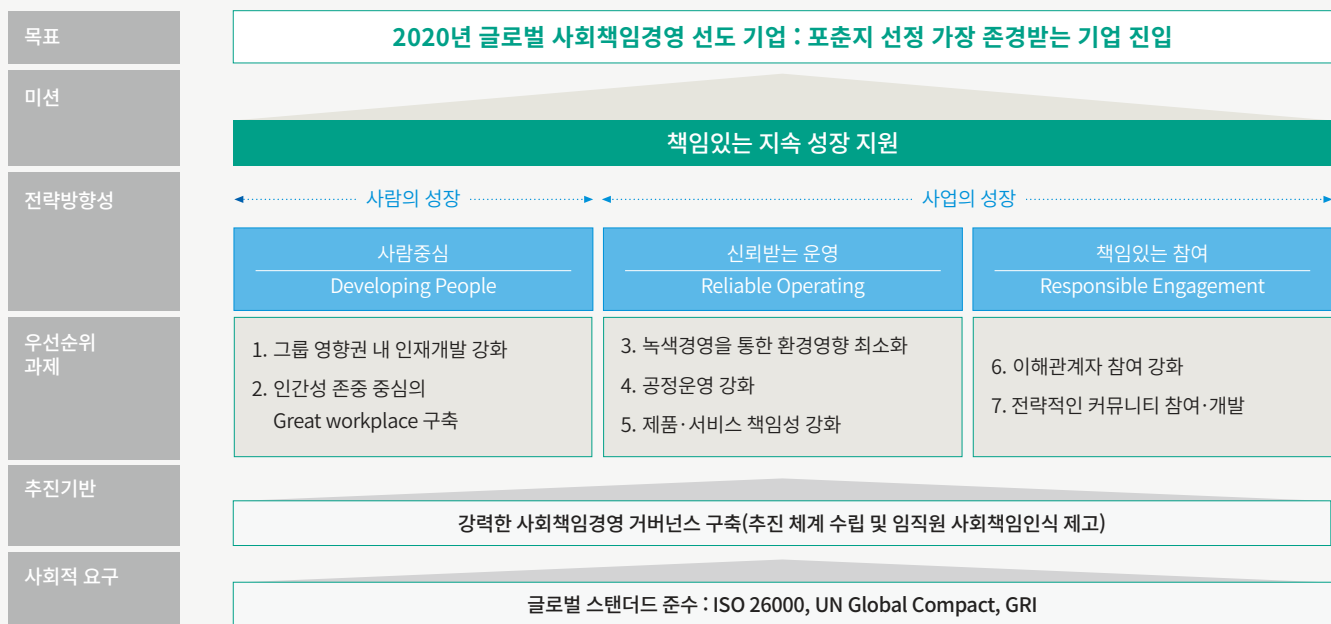 목표
2020년 글로벌 사회책임경영 선도 기업 : 포춘지 선정 가장 존경받는 기업 진입
미션
책임있는 지속 성장 지원
전략방향성
사람의 성장
사업의 성장
사람중심
Developing People
신뢰받는 운영
Reliable Operating
책임있는 참여
Responsible Engagement
우선순위
과제
1. 그룹 영향권 내 인재개발 강화
2. 인간성 존중 중심의
Great workplace 구축
3. 녹색경영을 통한 환경영향 최소화
4. 공정운영 강화
5. 제품·서비스 책임성 강화
6. 이해관계자 참여 강화
7. 전략적인 커뮤니티 참여·개발
추진기반
강력한 사회책임경영 거버넌스 구축(추진 체계 수립 및 임직원 사회책임인식 제고)
사회적 요구
글로벌 스탠더드 준수 : ISO 26000, UN Global Compact, GRI